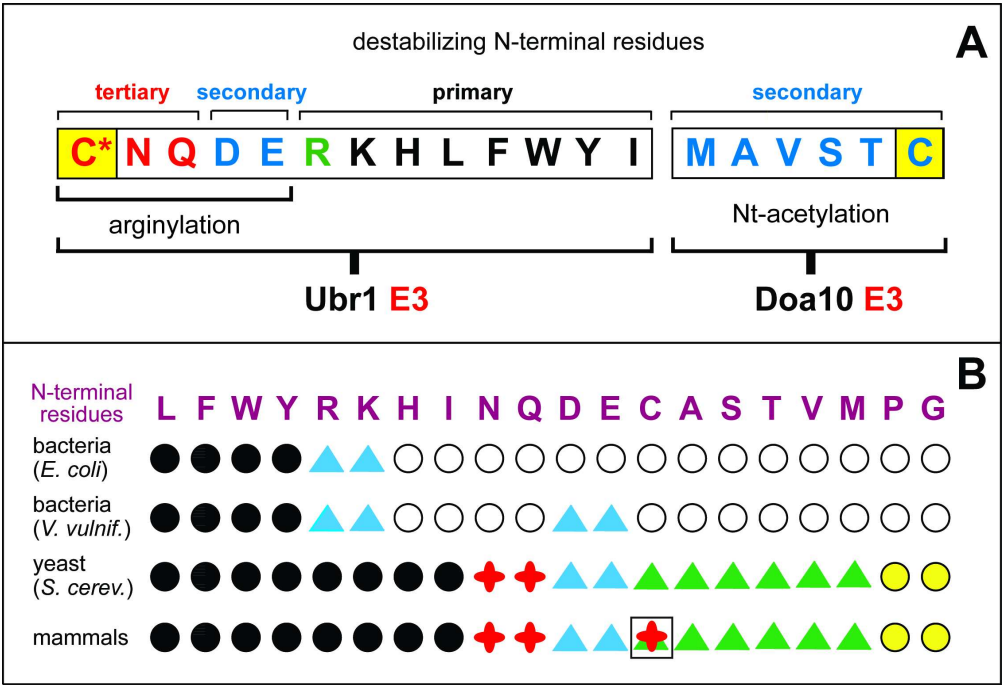 destabilizing N-terminal residues
A
tertiary secondary primary secondary
C* N Q D E R K H L F W Y I M A V S T C
arginylation Nt-acetylation
Ubr1 E3 Doa10 E3
B
N-terminal
residues
L F W Y R K H I N Q D E C A S T V M P G
bacteria
(E. coli)
bacteria
(V. vulnif.)
yeast
(S. cerev.)
mammals